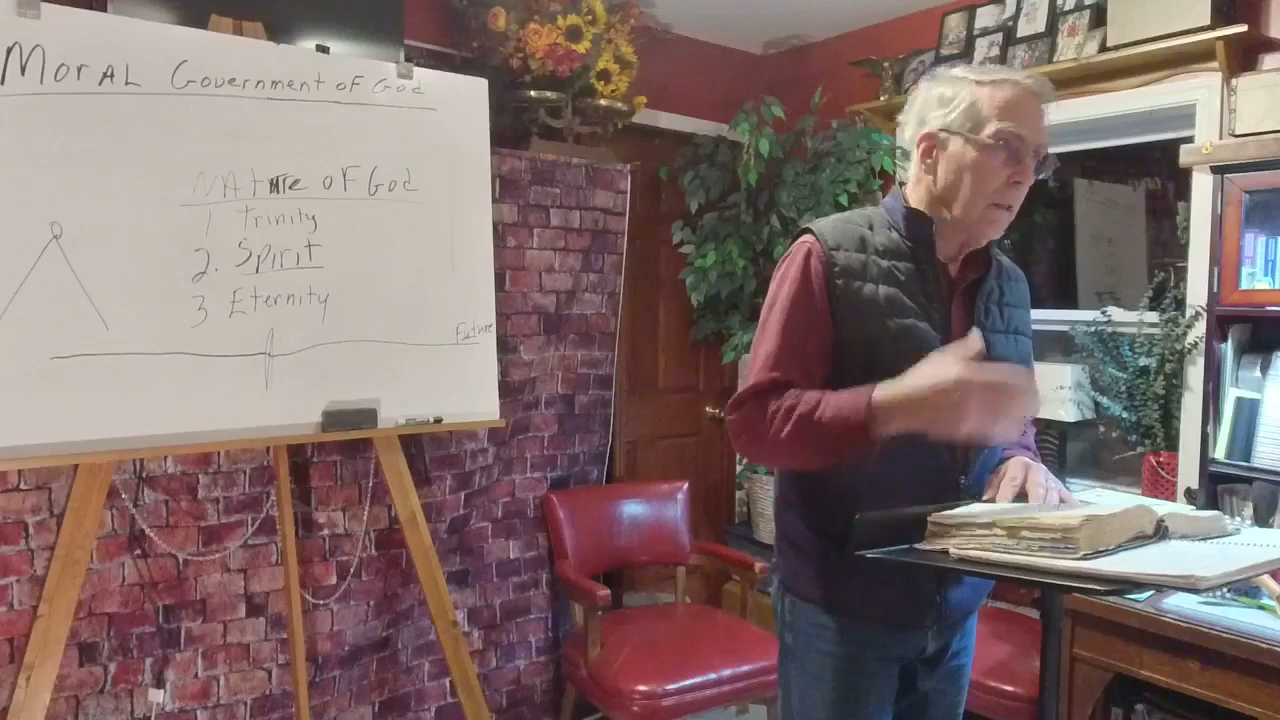 Moral Government of God
Nature of God
1 Trinity
2. Spirit
3 Eternity
Future